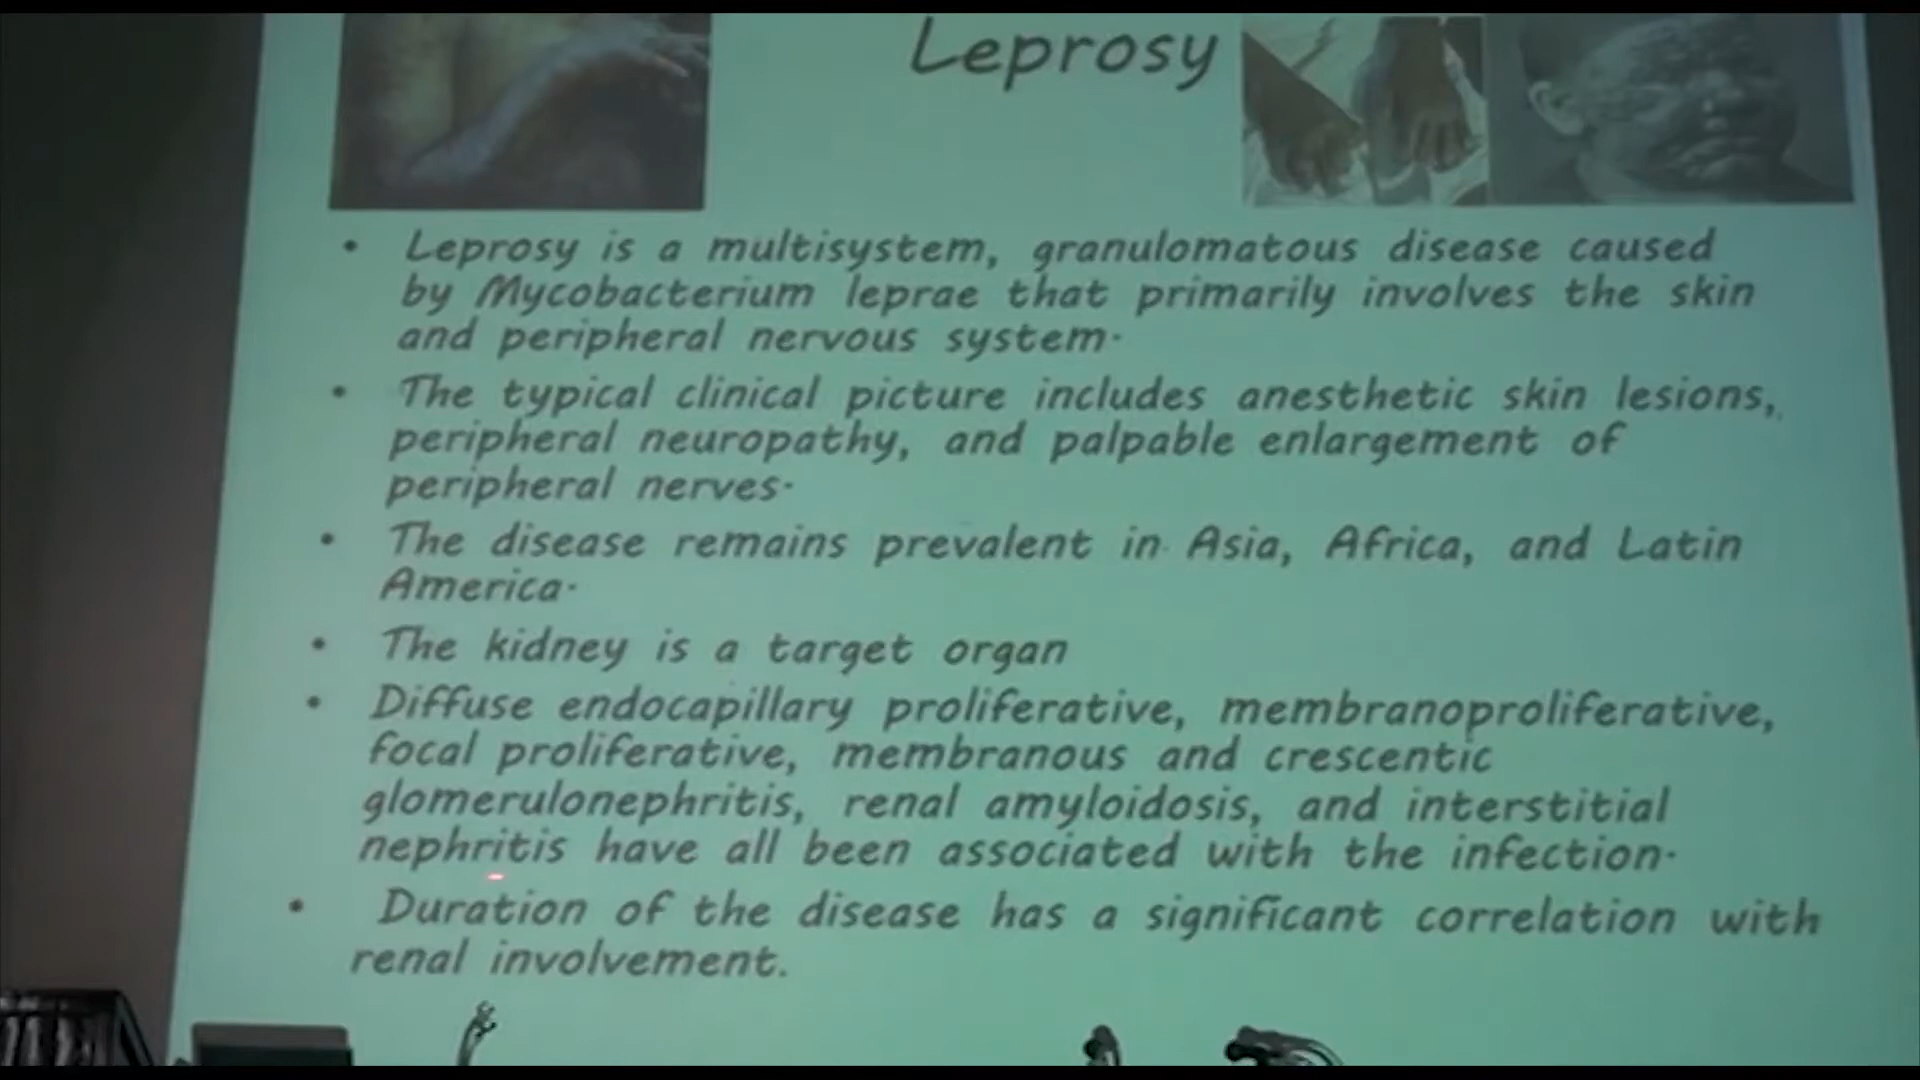 Leprosy
• Leprosy is a multisystem, granulomatous disease caused
by Mycobacterium leprae that primarily involves the skin
and peripheral nervous system.
• The typical clinical picture includes anesthetic skin lesions,
peripheral neuropathy, and palpable enlargement of
peripheral nerves.
• The disease remains prevalent in Asia, Africa, and Latin
America.
• The kidney is a target organ
• Diffuse endocapillary proliferative, membranoproliferative,
focal proliferative, membranous and crescentic
glomerulonephritis, renal amyloidosis, and interstitial
nephritis have all been associated with the infection.
• Duration of the disease has a significant correlation with
renal involvement.